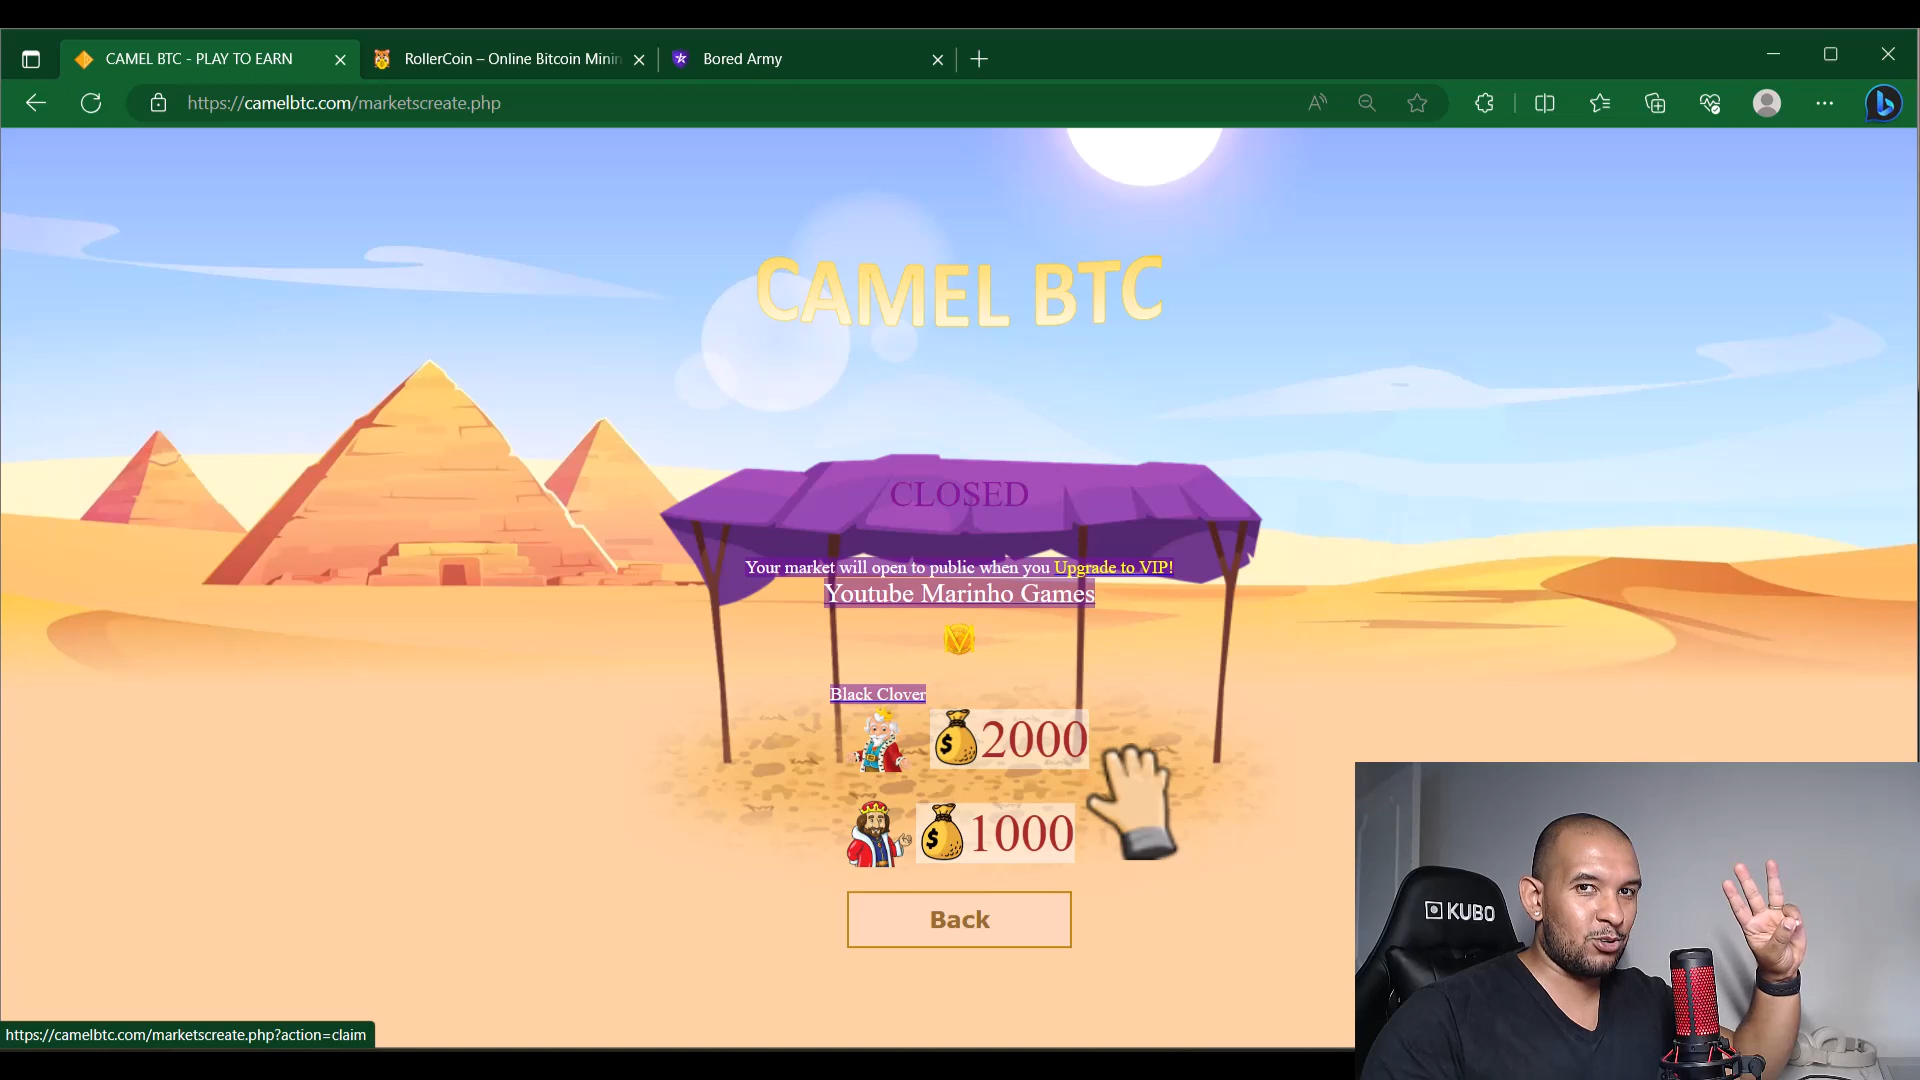 CAMEL BTC - PLAY TO EARN
RollerCoin – Online Bitcoin Minin
Bored Army
https://camelbtc.com/marketscreate.php
CAMEL BTC
CLOSED
Your market will open to public when you Upgrade to VIP!
Youtube Marinho Games
Black Clover
2000
1000
Back
KUBO
https://camelbtc.com/marketscreate.php?action=claim